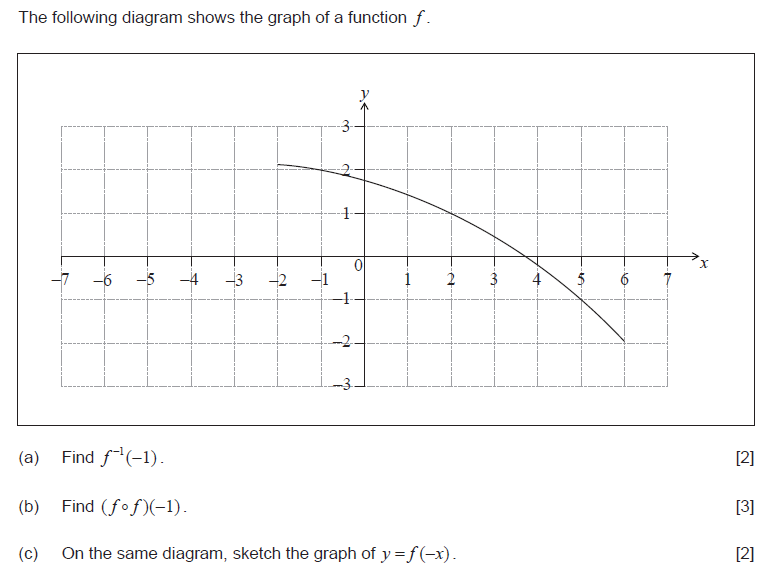 The following diagram shows the graph of a function f.
y
3
2
1
0
–7 –6 –5 –4 –3 –2 –1 1 2 3 4 5 6 7 x
–1
–2
–3
(a) Find f⁻¹(−1). [2]
(b) Find (f∘f)(−1). [3]
(c) On the same diagram, sketch the graph of y=f(−x). [2]